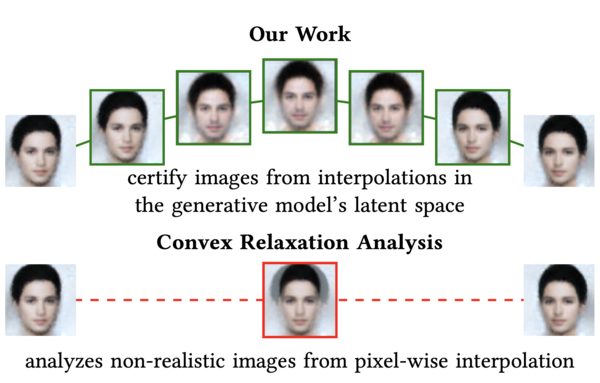 Our Work
certify images from interpolations in
the generative model's latent space
Convex Relaxation Analysis
analyzes non-realistic images from pixel-wise interpolation